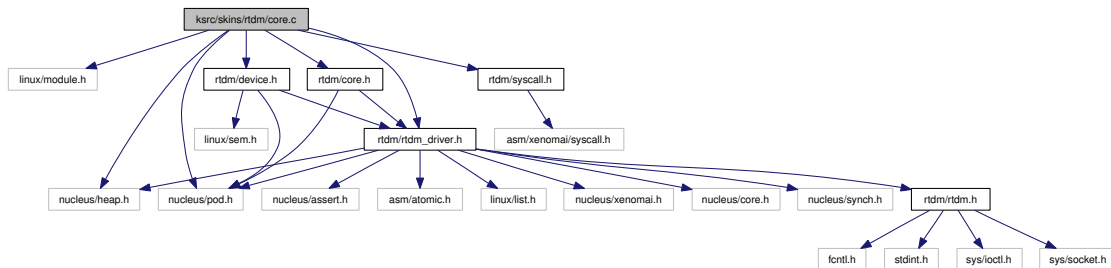 ksrc/skins/rtdm/core.c
linux/module.h
rtdm/device.h
rtdm/core.h
rtdm/syscall.h
linux/sem.h
rtdm/rtdm_driver.h
asm/xenomai/syscall.h
nucleus/heap.h
nucleus/pod.h
nucleus/assert.h
asm/atomic.h
linux/list.h
nucleus/xenomai.h
nucleus/core.h
nucleus/synch.h
rtdm/rtdm.h
fcntl.h
stdint.h
sys/ioctl.h
sys/socket.h